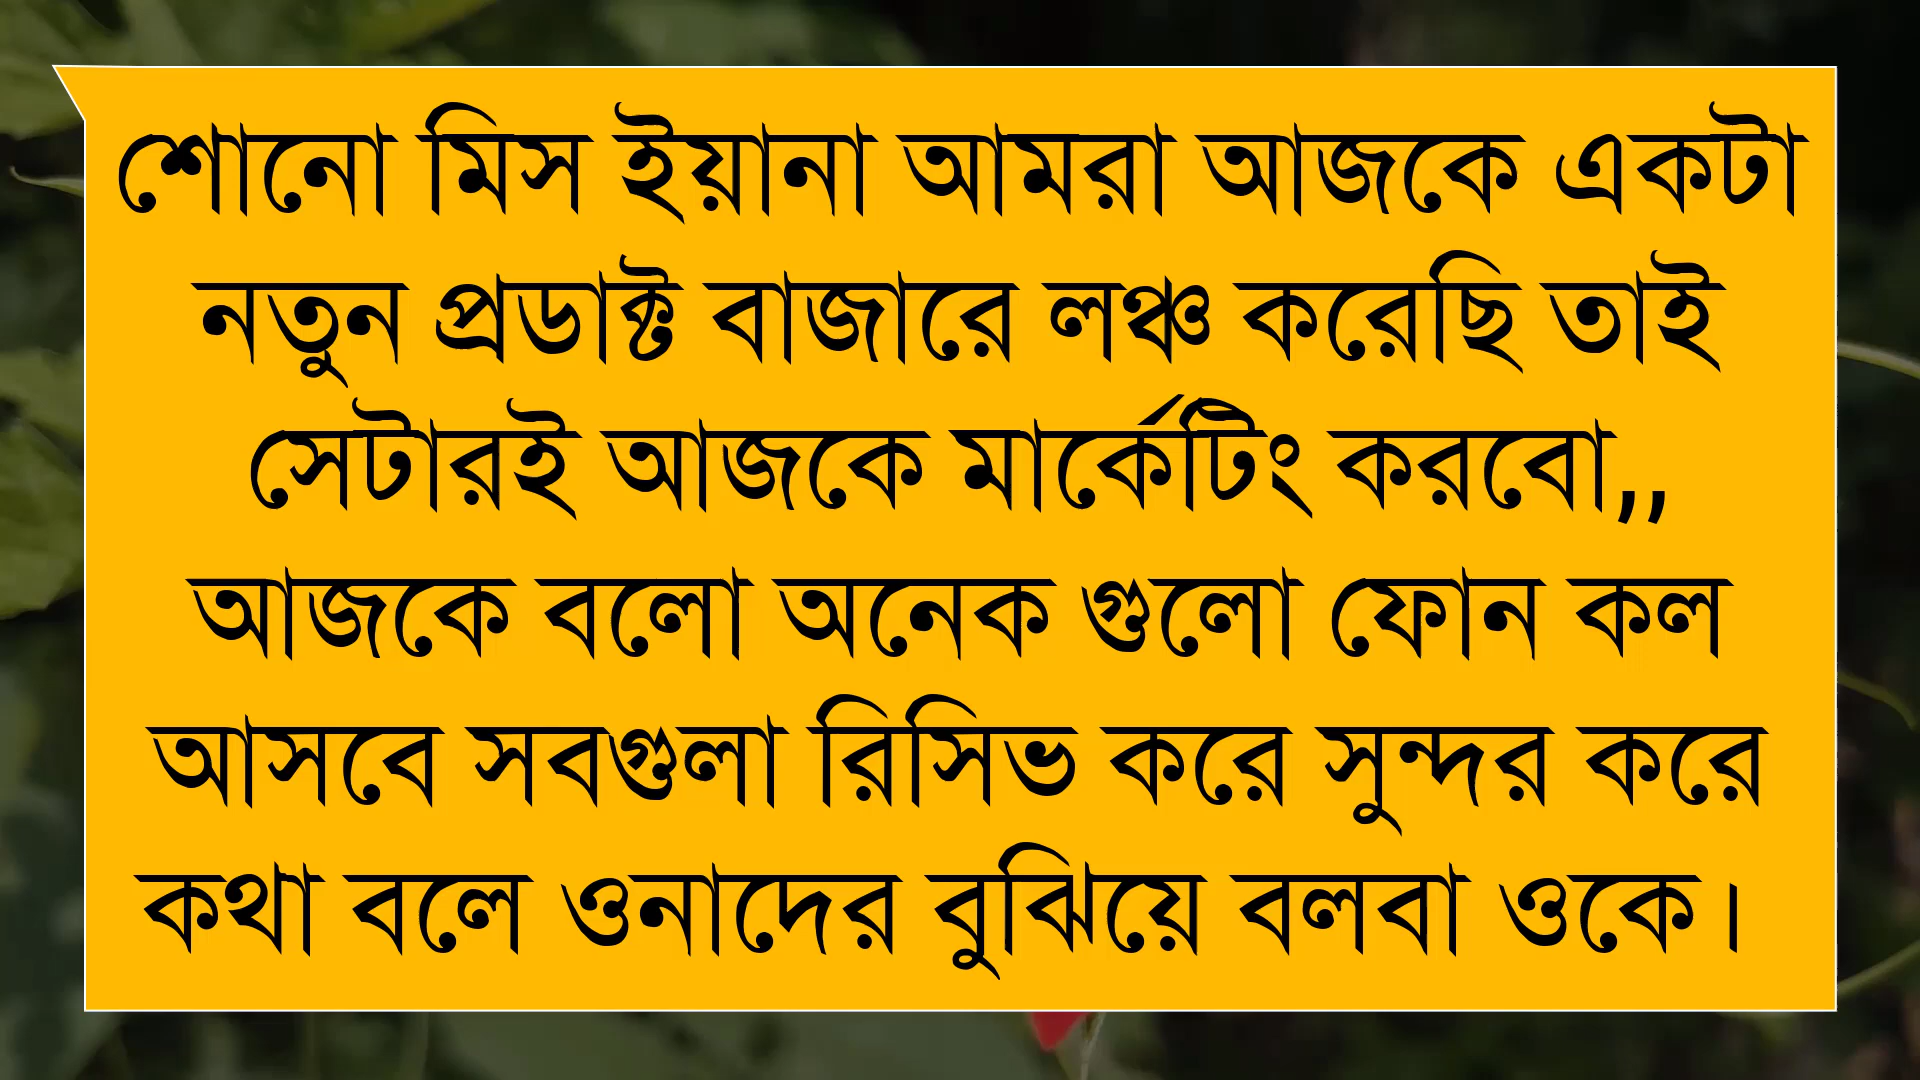 শোনো মিস ইয়ানা আমরা আজকে একটা
নতুন প্রডাক্ট বাজারে লঞ্চ করেছি তাই
সেটারই আজকে মার্কেটিং করবো,,
আজকে বলো অনেক গুলো ফোন কল
আসবে সবগুলা রিসিভ করে সুন্দর করে
কথা বলে ওনাদের বুঝিয়ে বলবা ওকে।